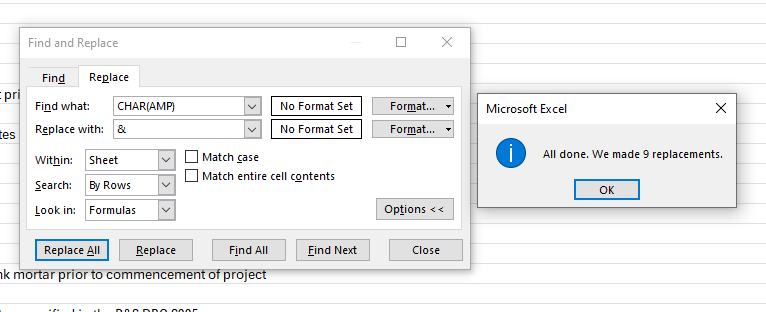 Find and Replace
Find
Replace
Find what: CHAR(AMP) No Format Set Format...
Replace with: & No Format Set Format...
Within: Sheet
Match case
Search: By Rows
Match entire cell contents
Look in: Formulas
Options <<
Replace All Replace Find All Find Next Close
Microsoft Excel
All done. We made 9 replacements.
OK
mortar prior to commencement of project